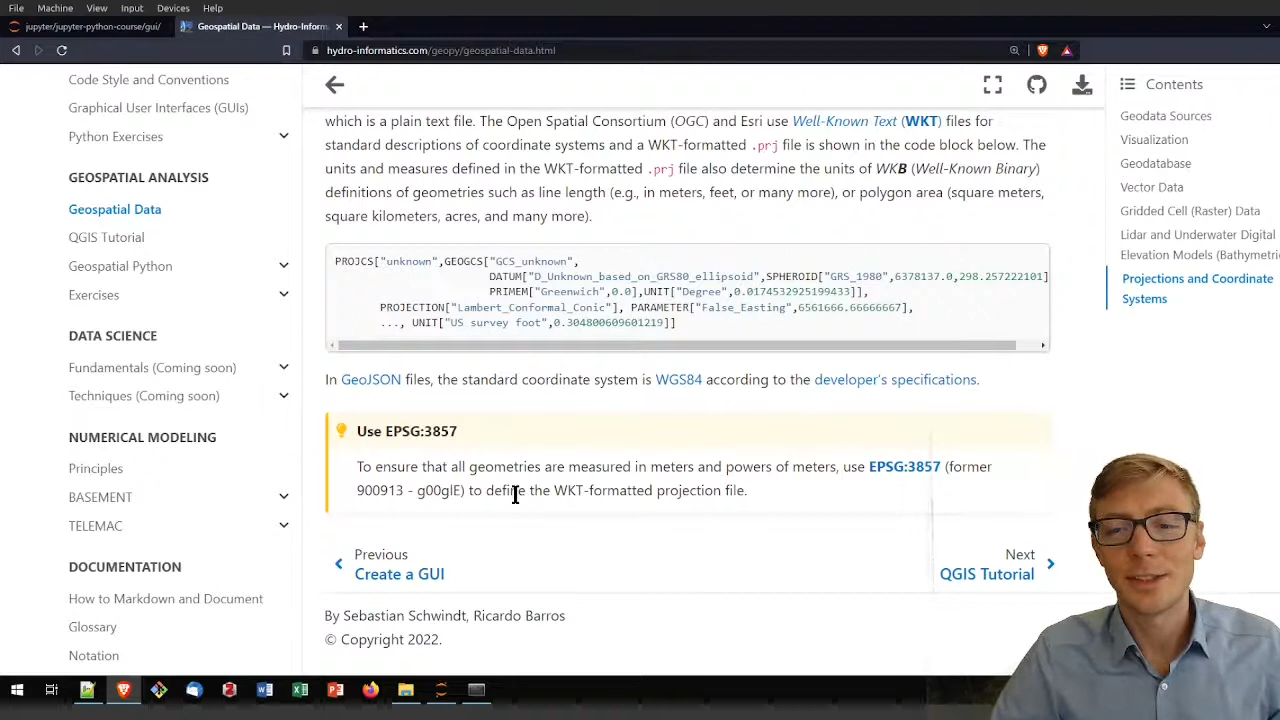 File Machine View Input Devices Help
jupyter/jupyter-python-course/gui/
Geospatial Data — Hydro-Inform
hydro-informatics.com/geopy/geospatial-data.html
Code Style and Conventions
Graphical User Interfaces (GUIs)
Python Exercises
GEOSPATIAL ANALYSIS
Geospatial Data
QGIS Tutorial
Geospatial Python
Exercises
DATA SCIENCE
Fundamentals (Coming soon)
Techniques (Coming soon)
NUMERICAL MODELING
Principles
BASEMENT
TELEMAC
DOCUMENTATION
How to Markdown and Document
Glossary
Notation
which is a plain text file. The Open Spatial Consortium (OGC) and Esri use Well-Known Text (WKT) files for
standard descriptions of coordinate systems and a WKT-formatted .prj file is shown in the code block below. The
units and measures defined in the WKT-formatted .prj file also determine the units of WKB (Well-Known Binary)
definitions of geometries such as line length (e.g., in meters, feet, or many more), or polygon area (square meters,
square kilometers, acres, and many more).
PROJCS["unknown",GEOGCS["GCS_unknown",
DATUM["D_Unknown_based_on_GRS80_ellipsoid",SPHEROID["GRS_1980",6378137.0,298.257222101]
PRIMEM["Greenwich",0.0],UNIT["Degree",0.0174532925199433]],
PROJECTION["Lambert_Conformal_Conic"], PARAMETER["False_Easting",6561666.66666667],
..., UNIT["US survey foot",0.304800609601219]]
In GeoJSON files, the standard coordinate system is WGS84 according to the developer's specifications.
Use EPSG:3857
To ensure that all geometries are measured in meters and powers of meters, use EPSG:3857 (former
900913 - g00glE) to define the WKT-formatted projection file.
Previous
Create a GUI
Next
QGIS Tutorial
By Sebastian Schwindt, Ricardo Barros
© Copyright 2022.
Contents
Geodata Sources
Visualization
Geodatabase
Vector Data
Gridded Cell (Raster) Data
Lidar and Underwater Digital
Elevation Models (Bathymetri
Projections and Coordinate
Systems